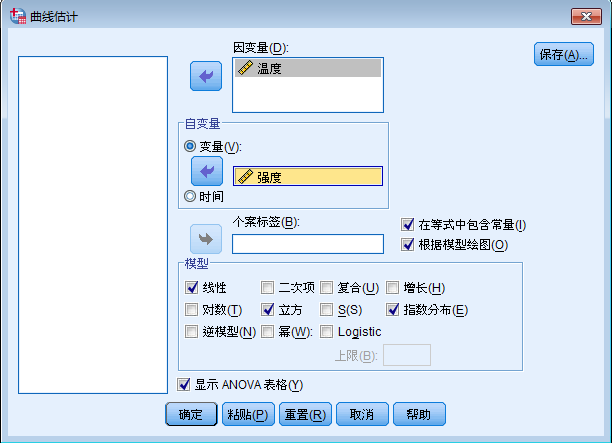 曲线估计
因变量(D):
温度
保存(A)...
自变量
变量(V):
强度
时间
个案标签(B):
在等式中包含常量(I)
根据模型绘图(O)
模型
线性 二次项 复合(U) 增长(H)
对数(T) 立方 S(S) 指数分布(E)
逆模型(N) 幂(W): Logistic
上限(B):
显示 ANOVA 表格(Y)
确定 粘贴(P) 重置(R) 取消 帮助